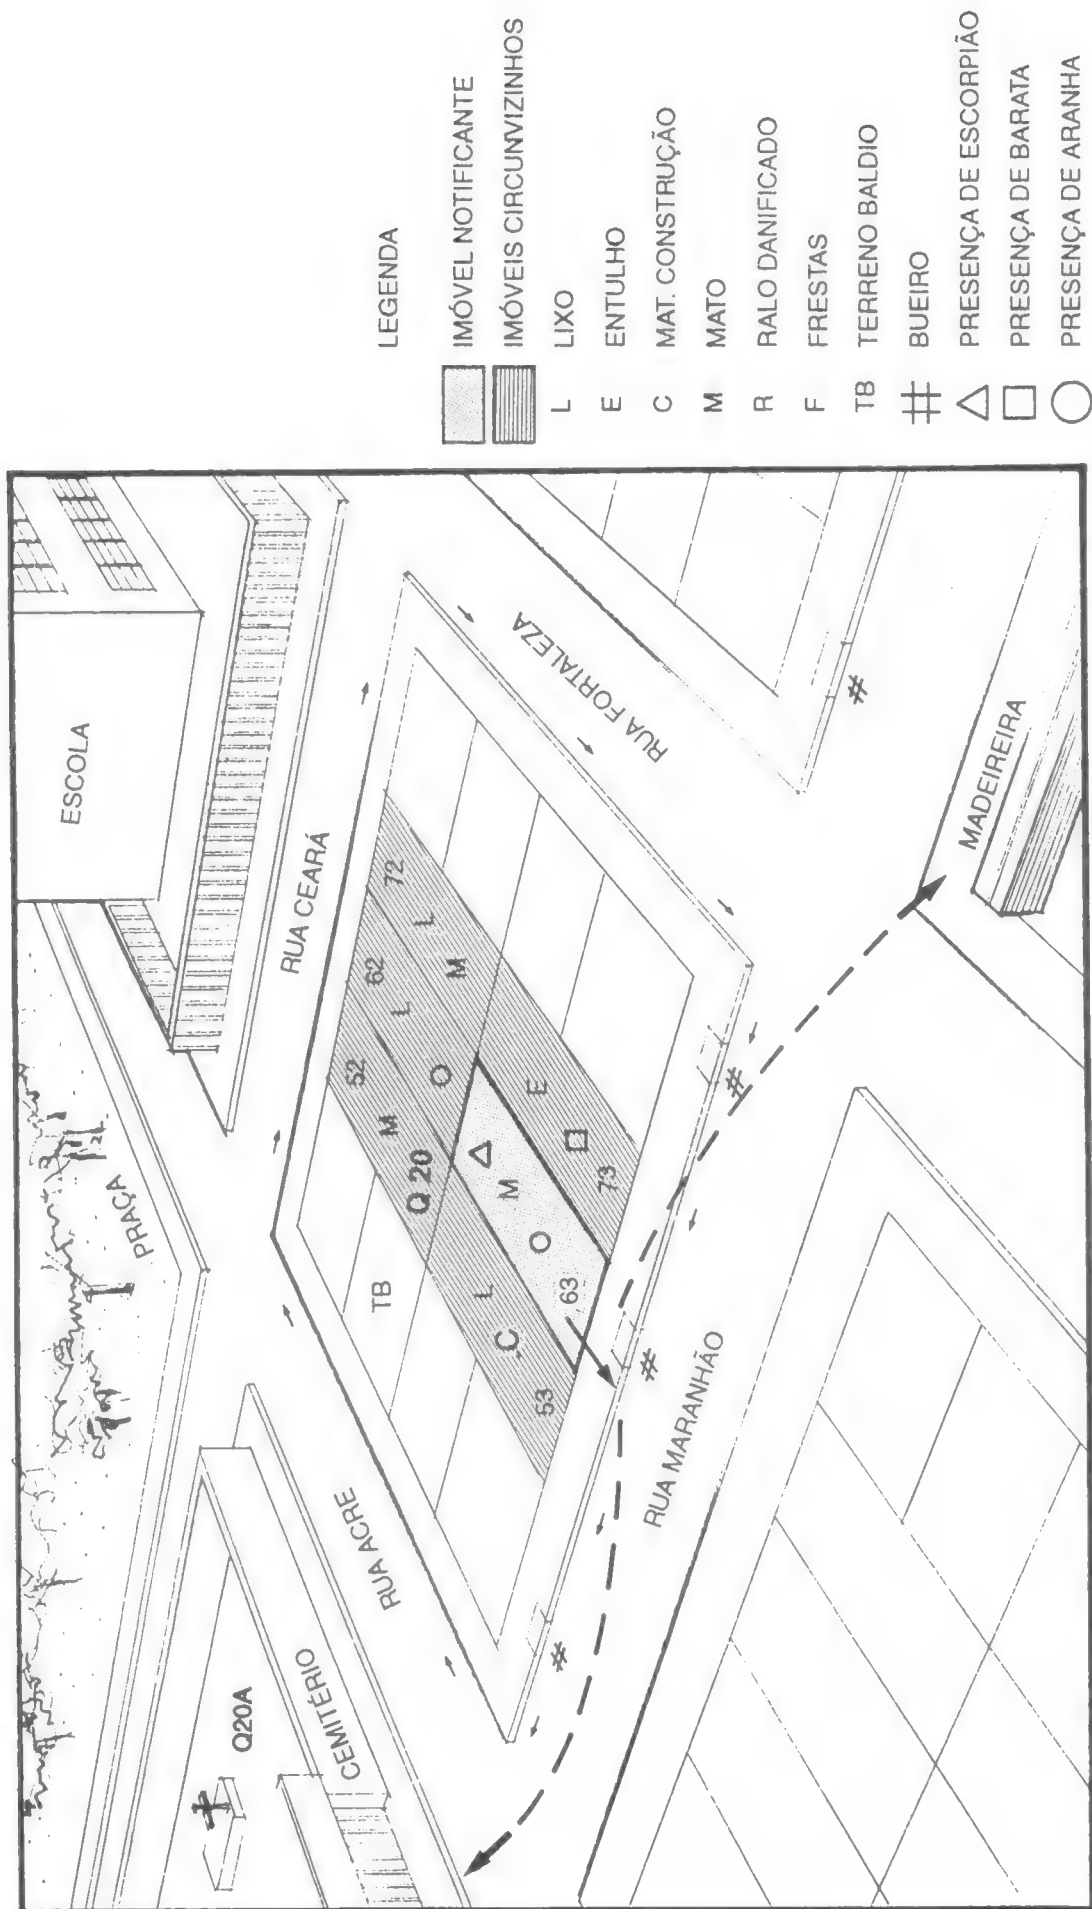 ESCOLA
PRAÇA
RUA CEARÁ
RUA FORTALEZA
RUA ACRE
Q20A
CEMITÉRIO
TB
52
62
72
M
L
L
Q 20
O
M
L
C
M
E
53
63
73
RUA MARANHÃO
MADEIREIRA
#
#
#
#
LEGENDA
IMÓVEL NOTIFICANTE
IMÓVEIS CIRCUNVIZINHOS
L LIXO
E ENTULHO
C MAT. CONSTRUÇÃO
M MATO
R RALO DANIFICADO
F FRESTAS
TB TERRENO BALDIO
# BUEIRO
PRESENÇA DE ESCORPIÃO
PRESENÇA DE BARATA
PRESENÇA DE ARANHA